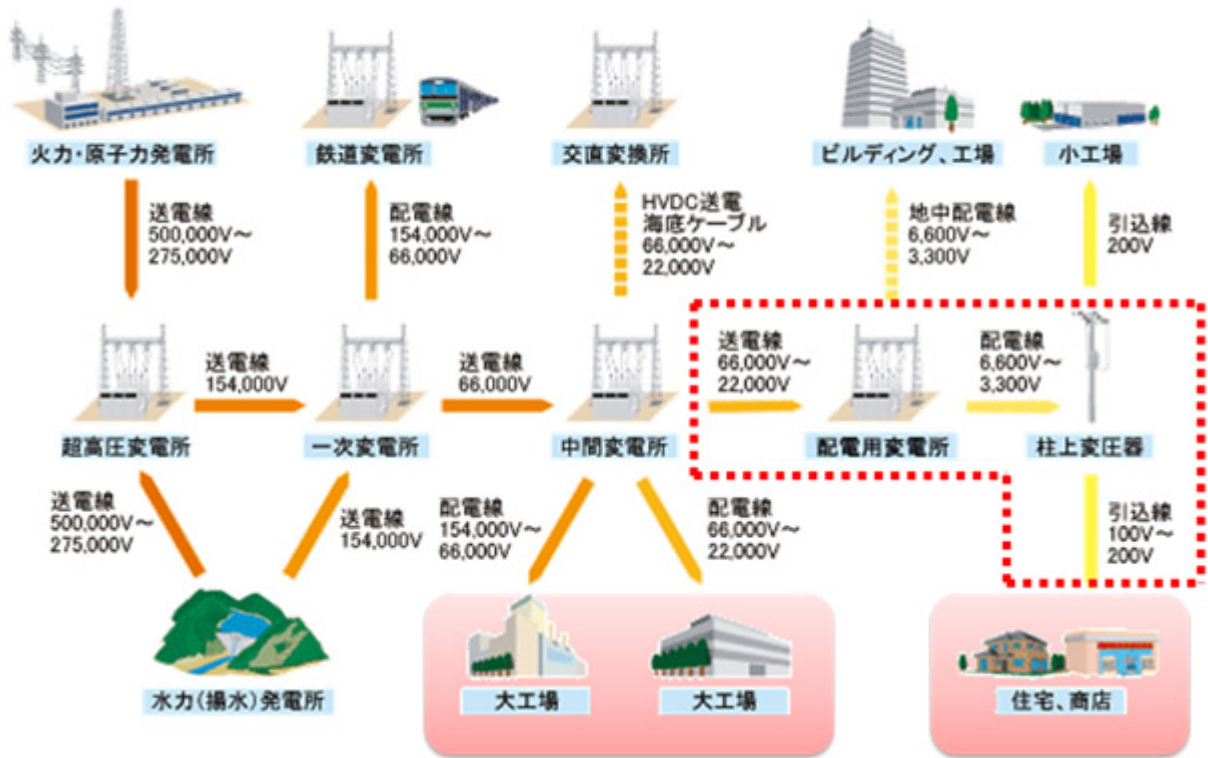 火力・原子力発電所
鉄道変電所
交直変換所
ビルディング、工場
小工場
送電線
500,000V～
275,000V
配電線
154,000V～
66,000V
HVDC送電
海底ケーブル
66,000V～
22,000V
地中配電線
6,600V～
3,300V
引込線
200V
送電線
154,000V
送電線
66,000V
送電線
66,000V～
22,000V
配電線
6,600V～
3,300V
超高圧変電所
一次変電所
中間変電所
配電用変電所
柱上変圧器
送電線
500,000V～
275,000V
送電線
154,000V
配電線
154,000V～
66,000V
配電線
66,000V～
22,000V
引込線
100V～
200V
水力(揚水)発電所
大工場
大工場
住宅、商店